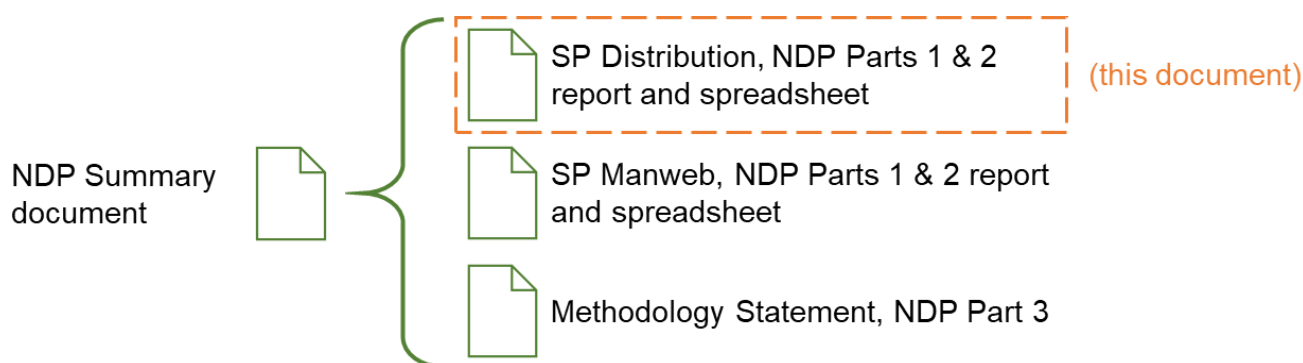 NDP Summary
document
SP Distribution, NDP Parts 1 & 2
report and spreadsheet
(this document)
SP Manweb, NDP Parts 1 & 2 report
and spreadsheet
Methodology Statement, NDP Part 3